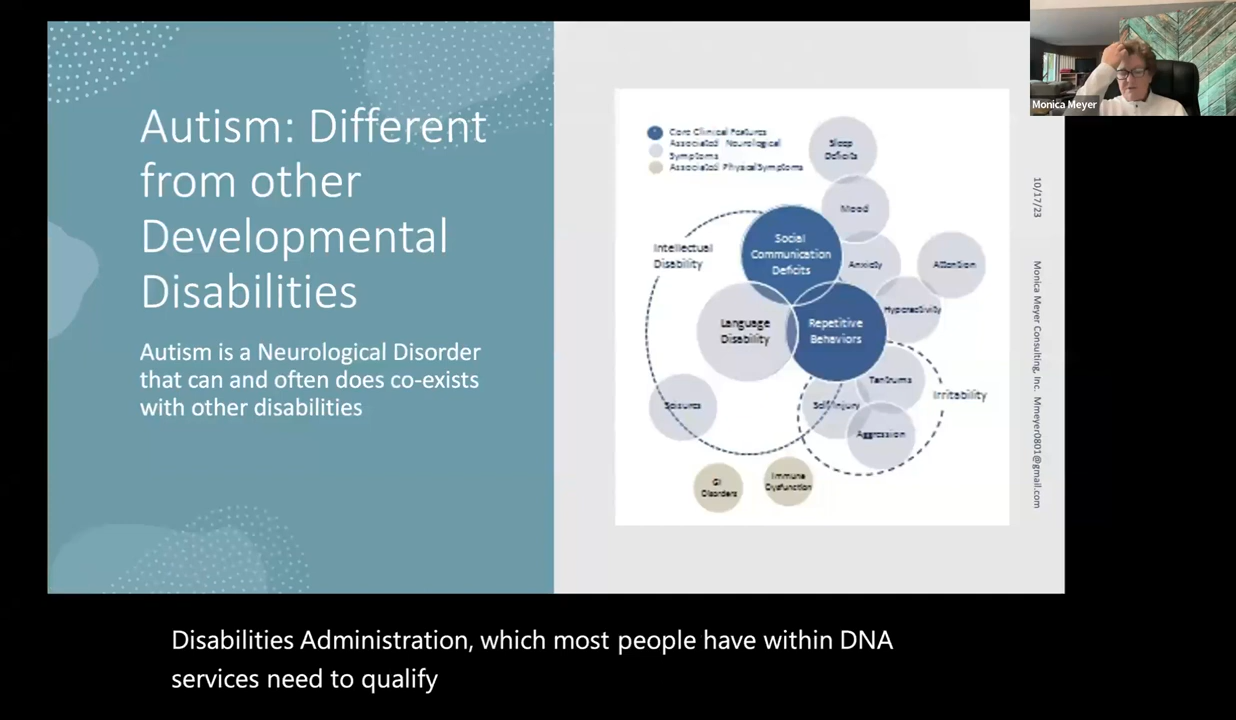 Autism: Different
from other
Developmental
Disabilities
Autism is a Neurological Disorder
that can and often does co-exists
with other disabilities
Core Clinical Features
Associated Neurological
Symptoms
Associated Physical Symptoms
Sleep
Deficits
Mood
Social
Communication
Deficits
Intellectual
Disability
Anxiety
Attention
Hyperactivity
Language
Disability
Repetitive
Behaviors
Tantrums
Irritability
Seizures
Self Injury
Aggression
GI
Disorders
Immune
Dysfunction
10/17/23
Monica Meyer Consulting, Inc. Mmeyer0801@gmail.com
Monica Meyer
Disabilities Administration, which most people have within DNA
services need to qualify